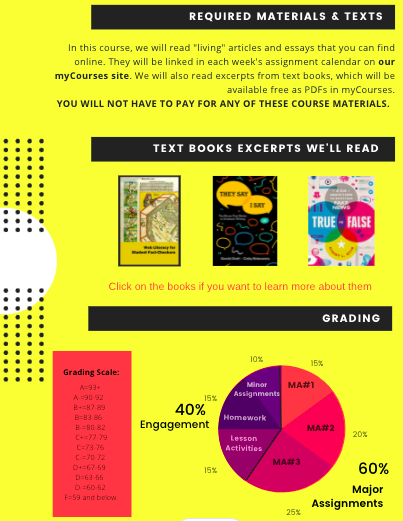 REQUIRED MATERIALS & TEXTS
In this course, we will read "living" articles and essays that you can find
online. They will be linked in each week's assignment calendar on our
myCourses site. We will also read excerpts from text books, which will be
available free as PDFs in myCourses.
YOU WILL NOT HAVE TO PAY FOR ANY OF THESE COURSE MATERIALS.
TEXT BOOKS EXCERPTS WE'LL READ
Web Literacy for
Student Fact-Checkers
THEY SAY
I SAY
FAKE
NEWS
TRUE
FALSE
Click on the books if you want to learn more about them
GRADING
Grading Scale:
A=93+
A-=90-92
B+=87-89
B=83-86
B-=80-82
C+=77-79
C=73-76
C-=70-72
D+=67-69
D=63-66
D-=60-62
F=59 and below
40%
Engagement
10%
15%
15%
15%
20%
25%
Minor
Assignments
Homework
Lesson
Activities
MA#1
MA#2
MA#3
60%
Major
Assignments